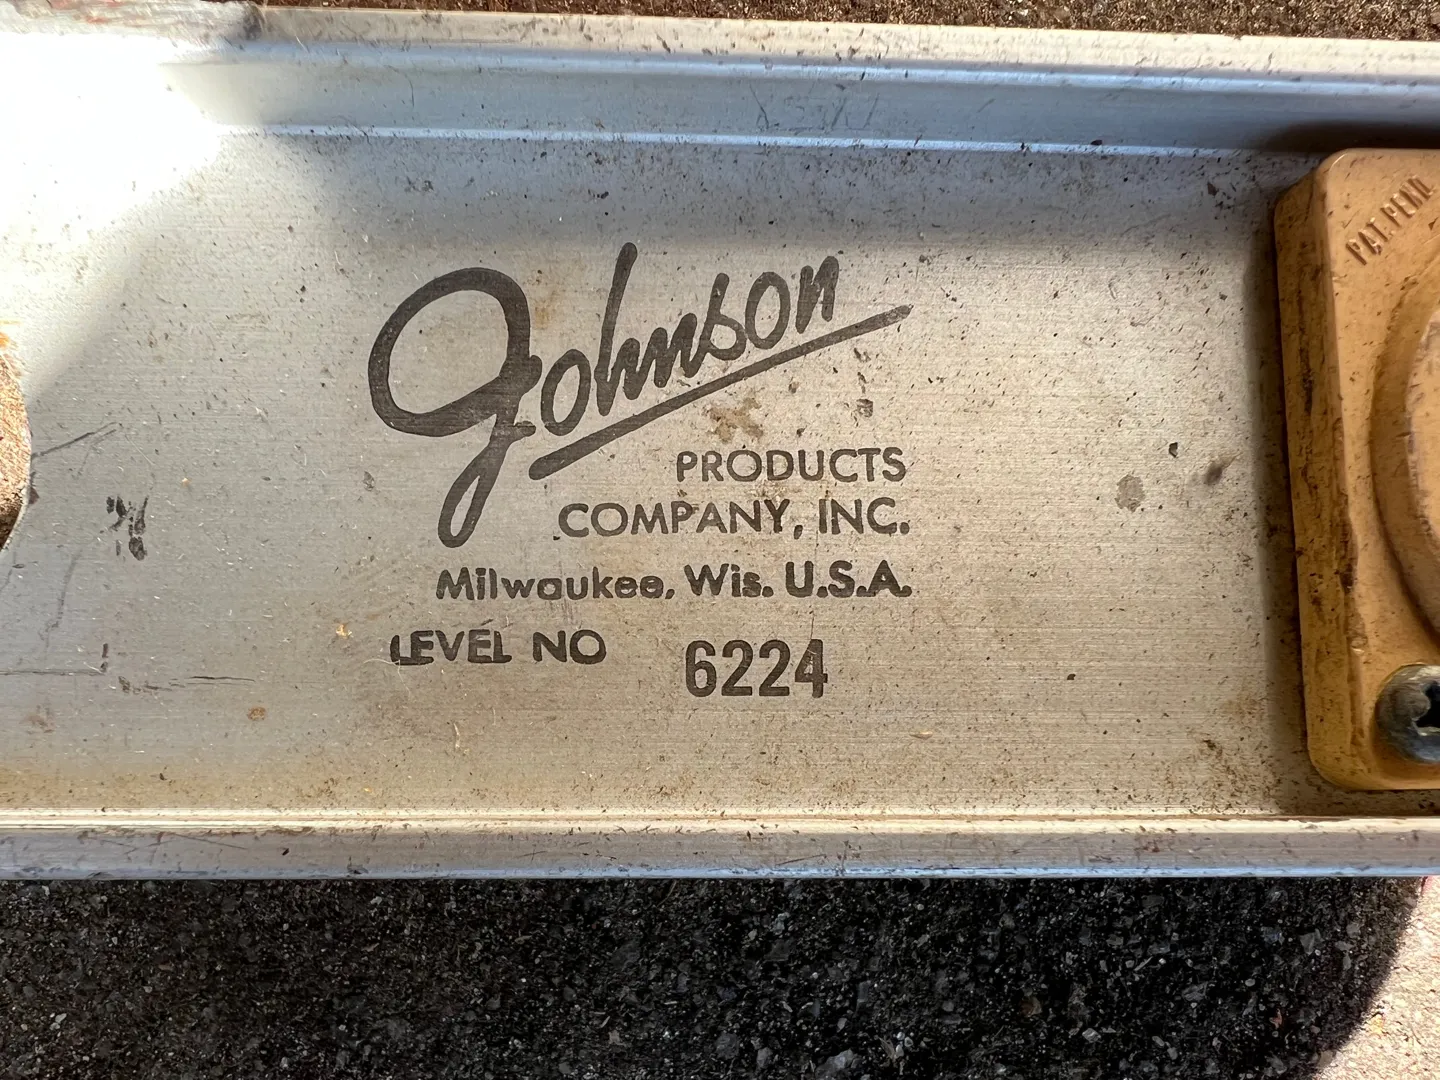 Johnson
PRODUCTS
COMPANY, INC.
Milwaukee, Wis. U.S.A.
LEVEL NO 6224
PAT. PEND.